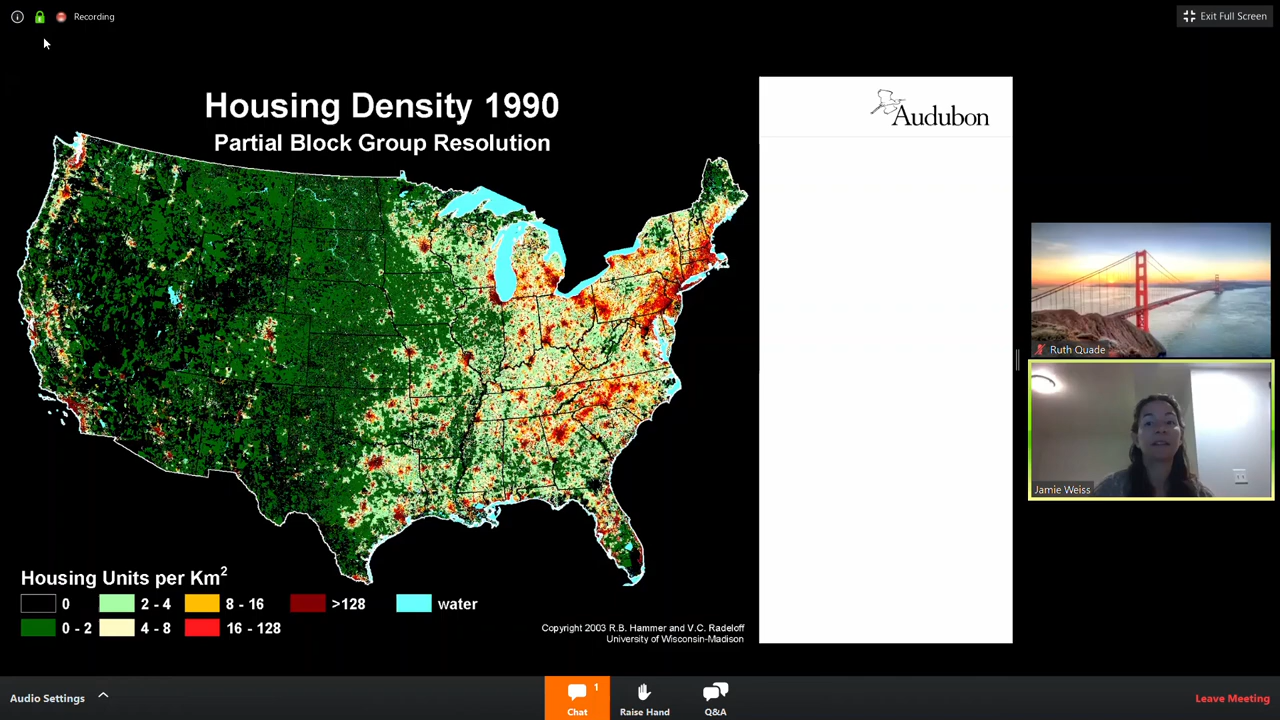 Recording
Exit Full Screen
Housing Density 1990
Partial Block Group Resolution
Audubon
Ruth Quade
Jamie Weiss
Housing Units per Km2
0
2 - 4
8 - 16
>128
water
0 - 2
4 - 8
16 - 128
Copyright 2003 R.B. Hammer and V.C. Radeloff
University of Wisconsin-Madison
Audio Settings
1
Chat
Raise Hand
Q&A
Leave Meeting